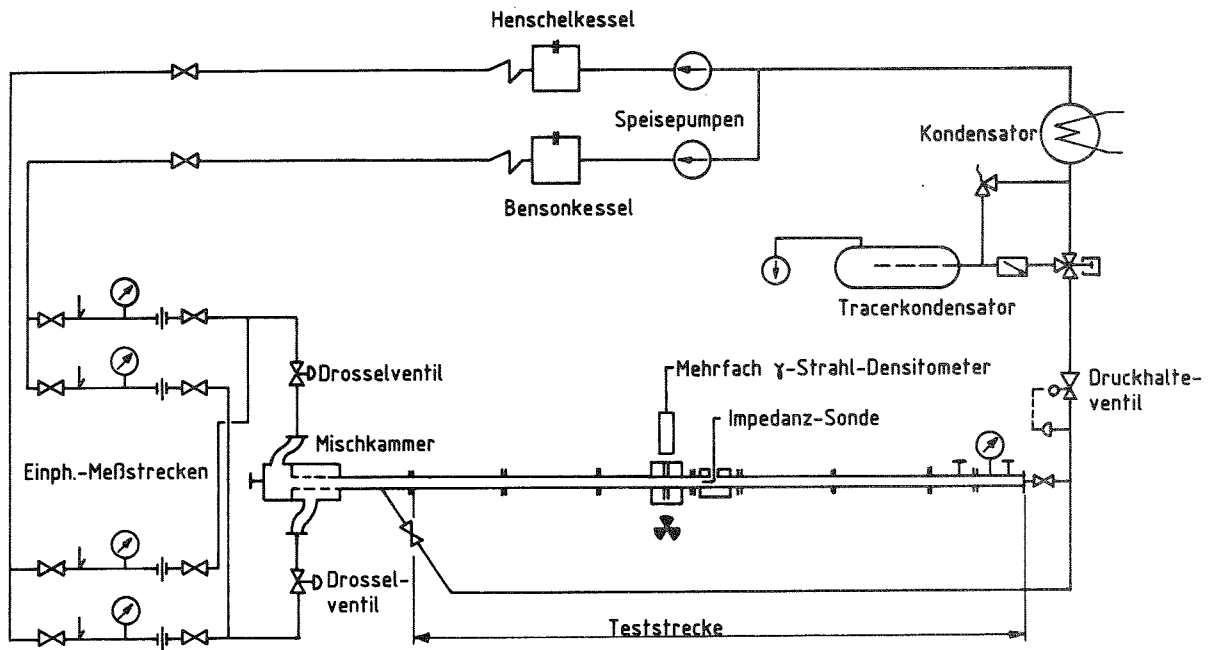 Henschelkessel
Speisepumpen
Kondensator
Bensonkessel
Tracerkondensator
Drosselventil
Mehrfach γ-Strahl-Densitometer
Druckhalte-
ventil
Impedanz-Sonde
Mischkammer
Einph.-Meßstrecken
Drossel-
ventil
Teststrecke